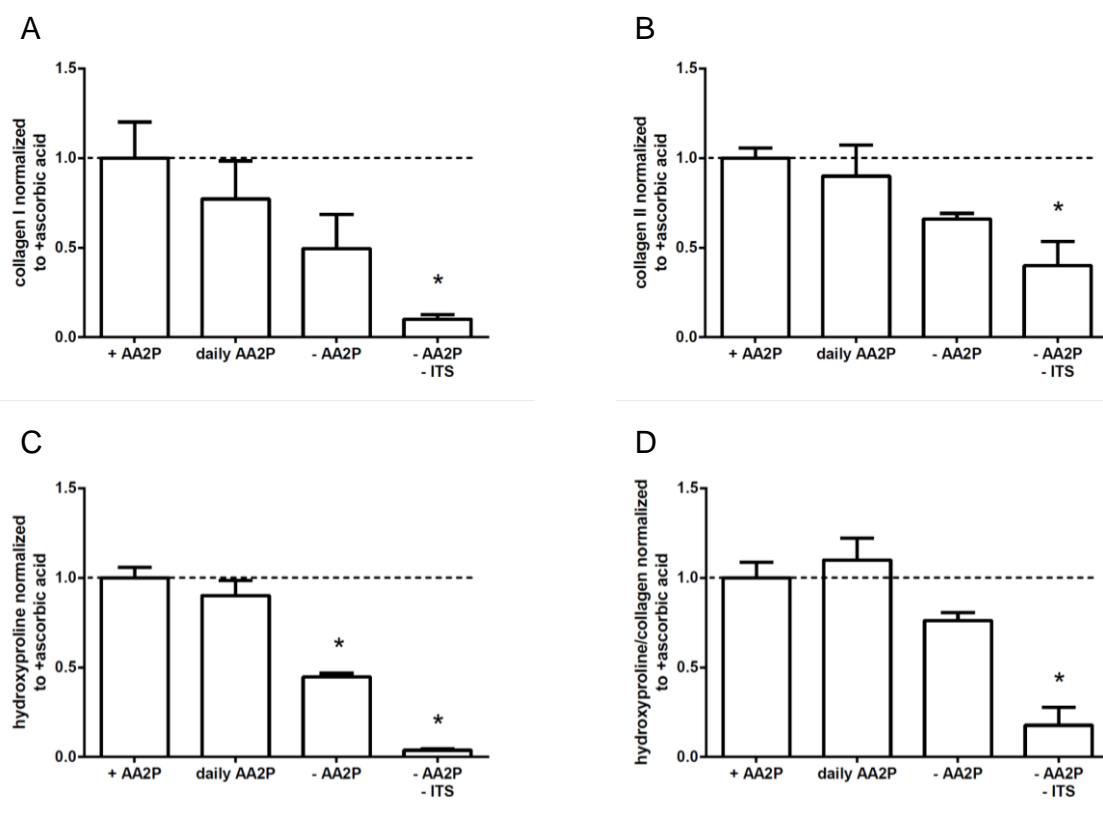 A
collagen I normalized
to +ascorbic acid
1.5
1.0
0.5
0.0
*
+ AA2P daily AA2P - AA2P - AA2P
- ITS
B
collagen II normalized
to +ascorbic acid
1.5
1.0
0.5
0.0
*
+ AA2P daily AA2P - AA2P - AA2P
- ITS
C
hydroxyproline normalized
to +ascorbic acid
1.5
1.0
0.5
0.0
*
*
+ AA2P daily AA2P - AA2P - AA2P
- ITS
D
hydroxyproline/collagen normalized
to +ascorbic acid
1.5
1.0
0.5
0.0
*
+ AA2P daily AA2P - AA2P - AA2P
- ITS